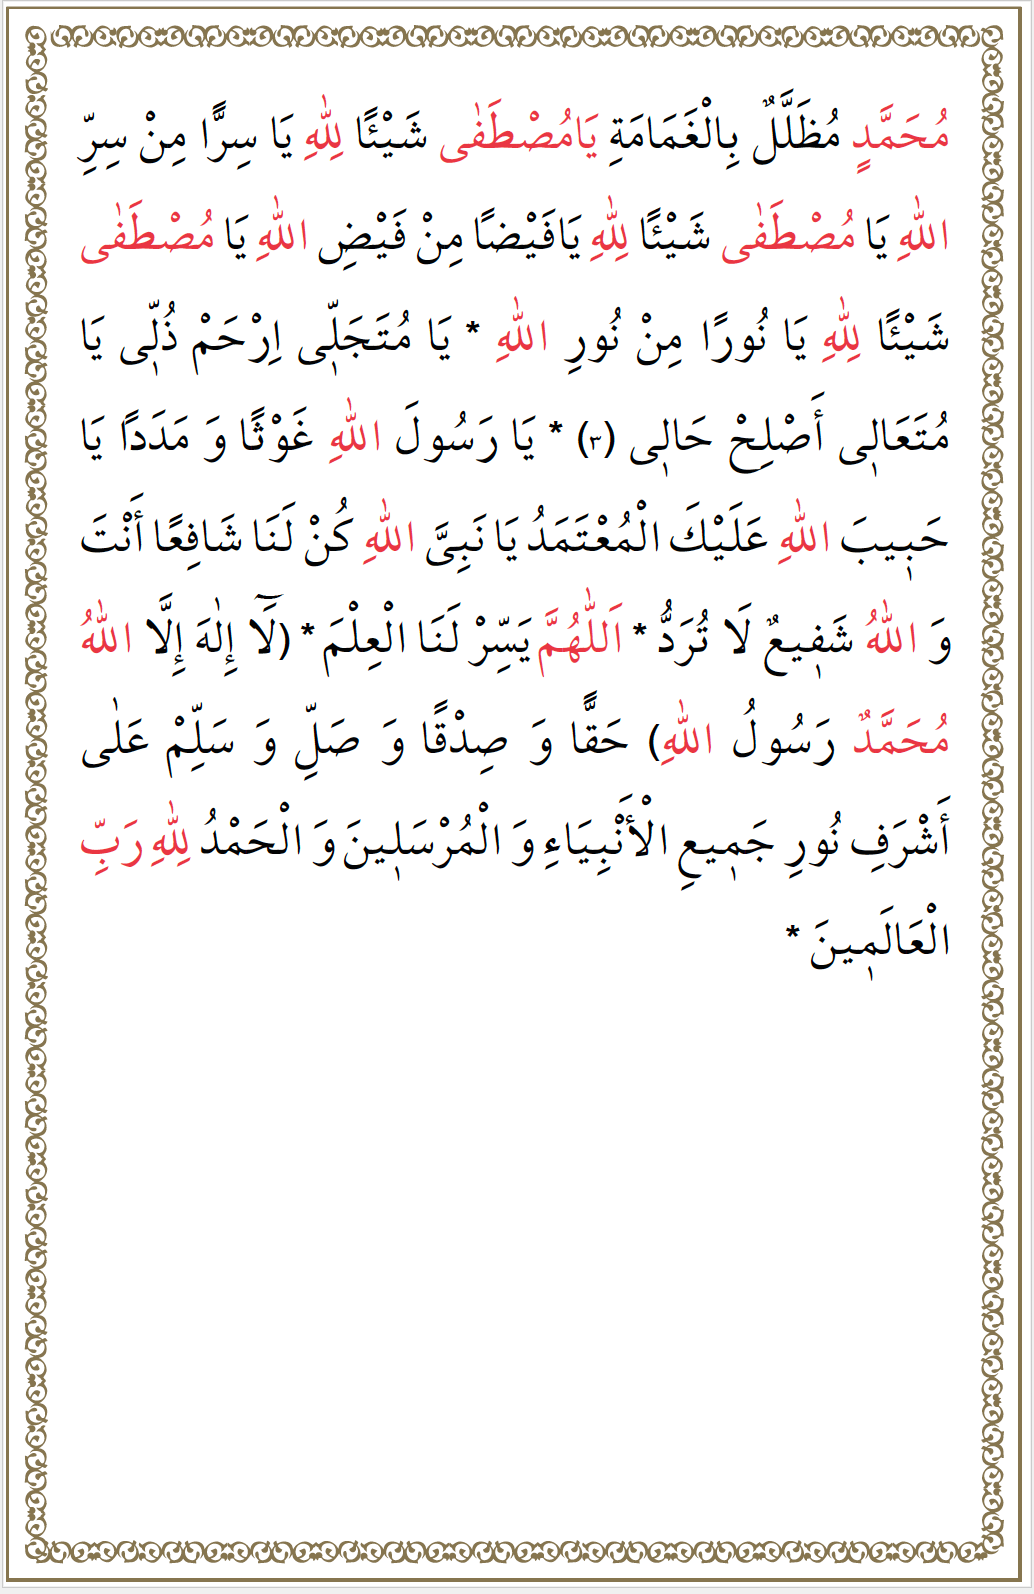 مُحَمَّدٍ مُظَلَّلٌ بِالْغَمَامَةِ يَامُصْطَفٰى شَيْئًا لِلّٰهِ يَا سِرًّا مِنْ سِرِّ
اللّٰهِ يَا مُصْطَفٰى شَيْئًا لِلّٰهِ يَافَيْضًا مِنْ فَيْضِ اللّٰهِ يَا مُصْطَفٰى
شَيْئًا لِلّٰهِ يَا نُورًا مِنْ نُورِ اللّٰهِ * يَا مُتَجَلّٖى اِرْحَمْ ذُلّٖى يَا
مُتَعَالٖى أَصْلِحْ حَالٖى (٣) * يَا رَسُولَ اللّٰهِ غَوْثًا وَ مَدَدًا يَا
حَبٖيبَ اللّٰهِ عَلَيْكَ الْمُعْتَمَدُ يَا نَبِىَّ اللّٰهِ كُنْ لَنَا شَافِعًا أَنْتَ
وَ اللّٰهُ شَفٖيعٌ لَا تُرَدُّ * اَللّٰهُمَّ يَسِّرْ لَنَا الْعِلْمَ * (لَٓا إِلٰهَ إِلَّا اللّٰهُ
مُحَمَّدٌ رَسُولُ اللّٰهِ) حَقًّا وَ صِدْقًا وَ صَلِّ وَ سَلِّمْ عَلٰى
أَشْرَفِ نُورِ جَمٖيعِ الْأَنْبِيَاءِ وَ الْمُرْسَلٖينَ وَ الْحَمْدُ لِلّٰهِ رَبِّ
الْعَالَمٖينَ *